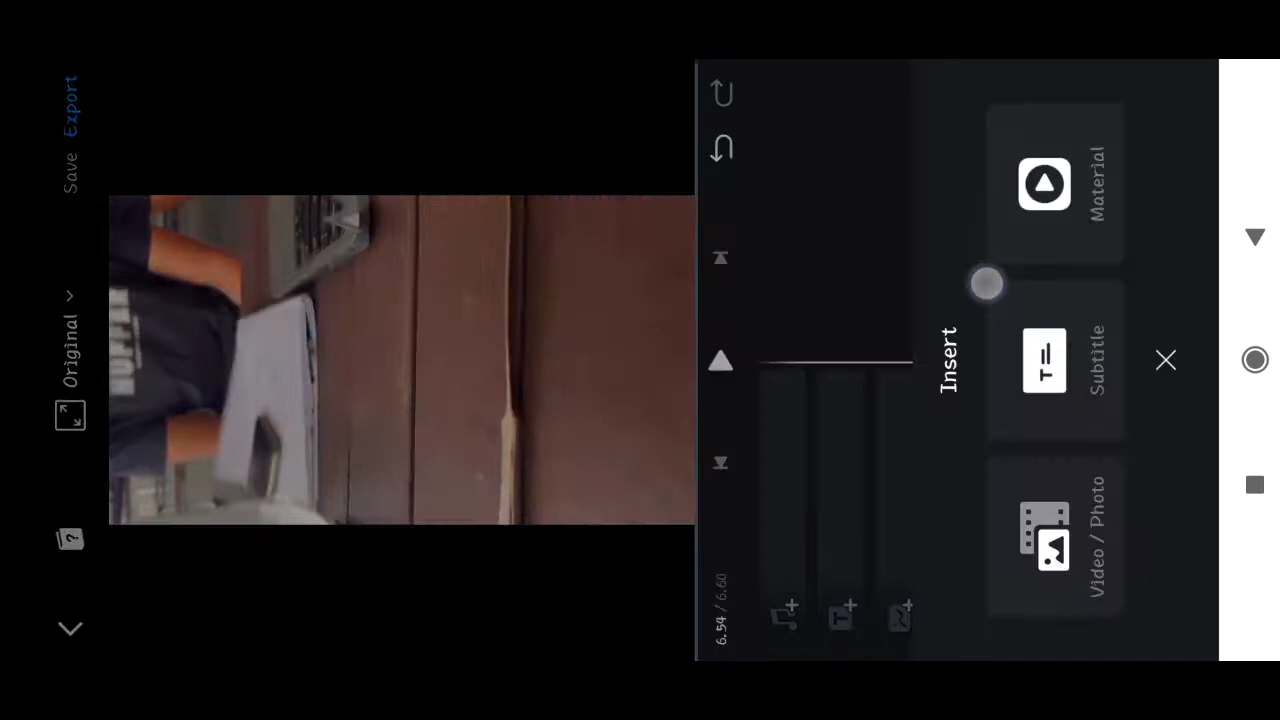 Save Export
Original
6.54 / 6.60
Insert
Video / Photo
Subtitle
Material